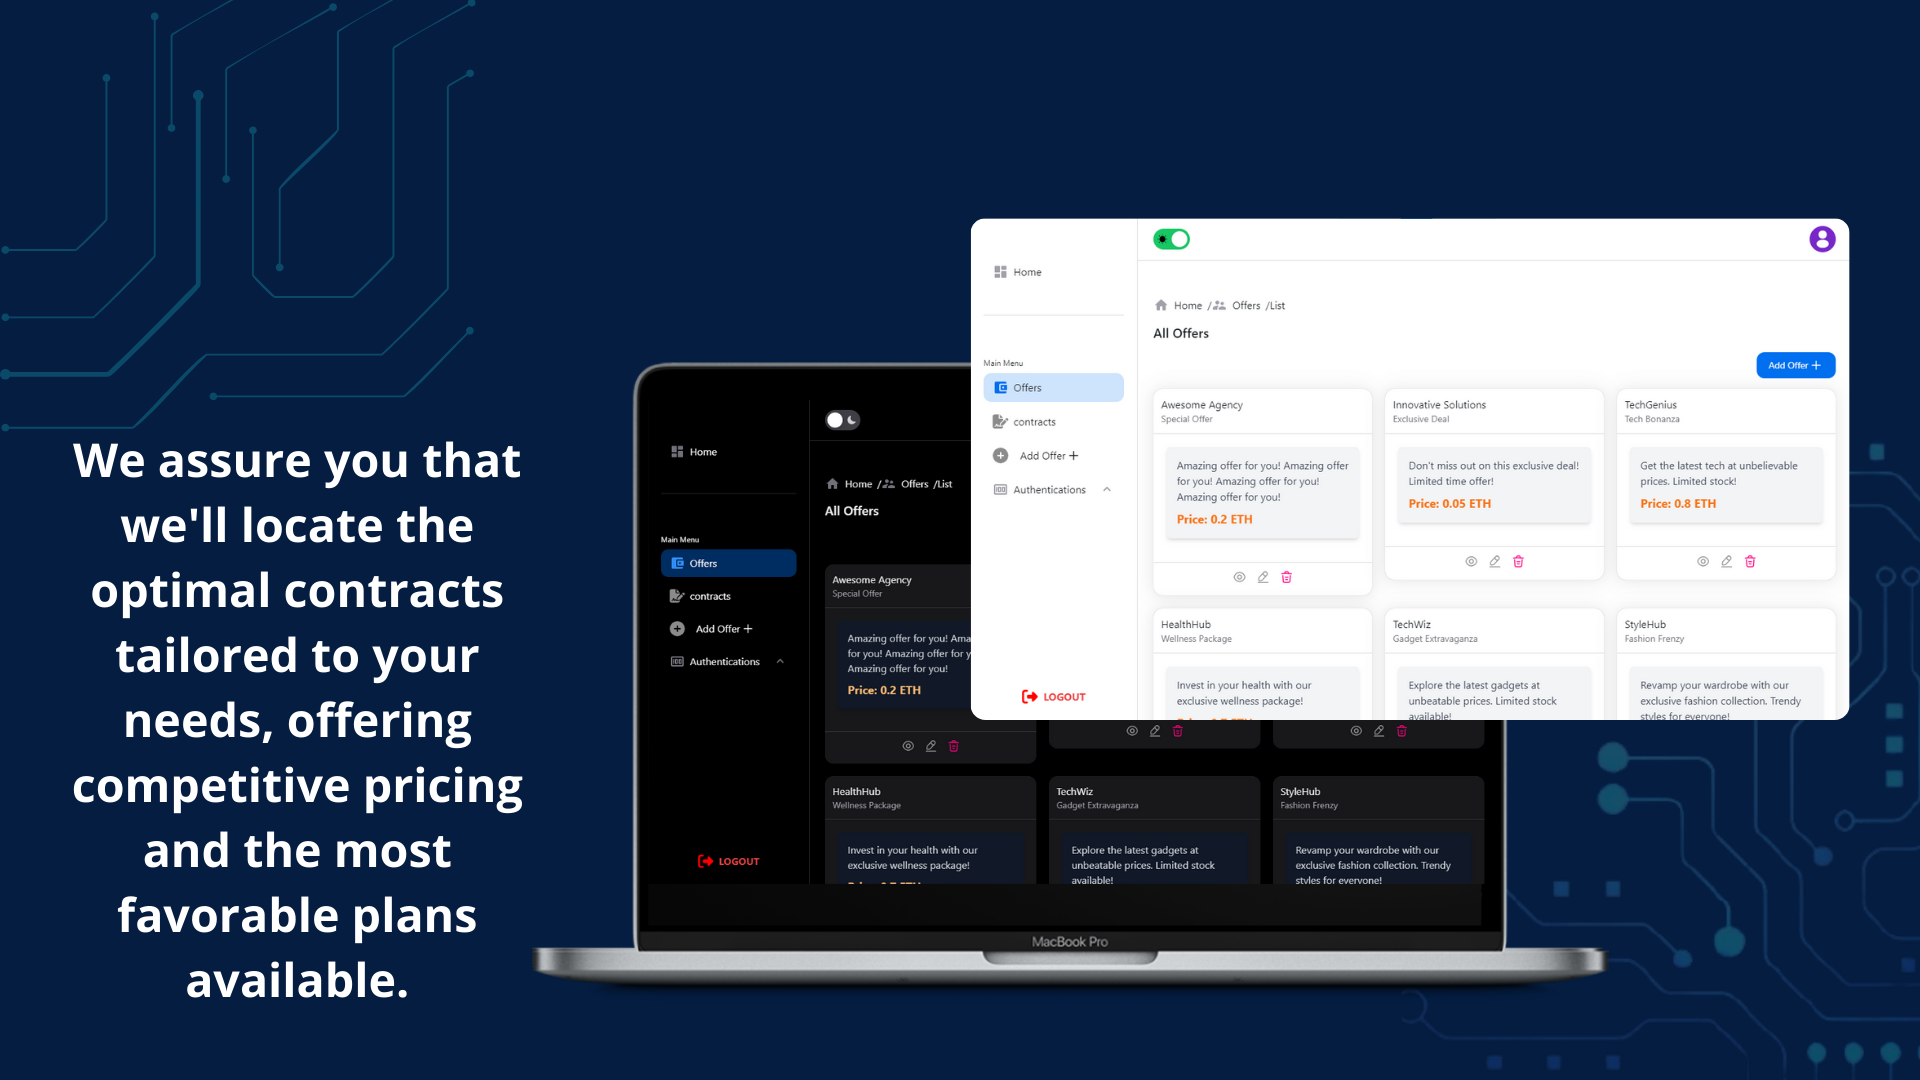 We assure you that
we'll locate the
optimal contracts
tailored to your
needs, offering
competitive pricing
and the most
favorable plans
available.
Home
Main Menu
Offers
contracts
Add Offer +
Authentications
LOGOUT
Home / Offers /List
All Offers
Add Offer +
Awesome Agency
Special Offer
Amazing offer for you! Amazing offer
for you! Amazing offer for you!
Amazing offer for you!
Price: 0.2 ETH
Innovative Solutions
Exclusive Deal
Don't miss out on this exclusive deal!
Limited time offer!
Price: 0.05 ETH
TechGenius
Tech Bonanza
Get the latest tech at unbelievable
prices. Limited stock!
Price: 0.8 ETH
HealthHub
Wellness Package
Invest in your health with our
exclusive wellness package!
TechWiz
Gadget Extravaganza
Explore the latest gadgets at
unbeatable prices. Limited stock
available!
StyleHub
Fashion Frenzy
Revamp your wardrobe with our
exclusive fashion collection. Trendy
styles for everyone!
Home
Main Menu
Offers
contracts
Add Offer +
Authentications
LOGOUT
Home / Offers /List
All Offers
Awesome Agency
Special Offer
Amazing offer for you! Ama
for you! Amazing offer for y
Amazing offer for you!
Price: 0.2 ETH
HealthHub
Wellness Package
Invest in your health with our
exclusive wellness package!
TechWiz
Gadget Extravaganza
Explore the latest gadgets at
unbeatable prices. Limited stock
available!
StyleHub
Fashion Frenzy
Revamp your wardrobe with our
exclusive fashion collection. Trendy
styles for everyone!
MacBook Pro